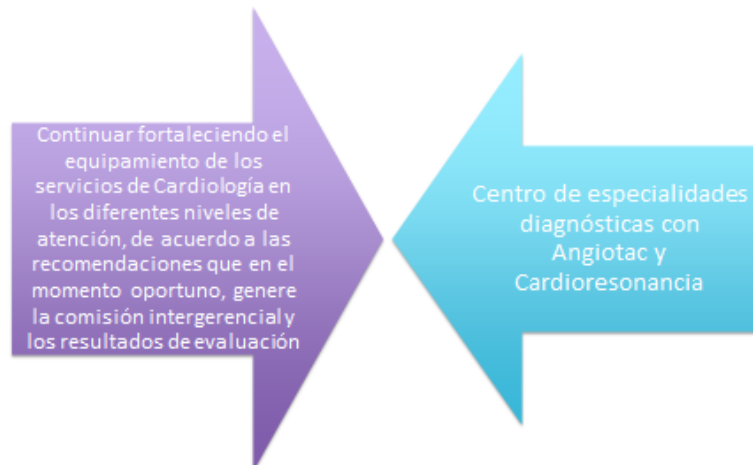 Continuar fortaleciendo el
equipamiento de los
servicios de Cardiología en
los diferentes niveles de
atención, de acuerdo a las
recomendaciones que en el
momento oportuno, genere
la comisión intergerencial y
los resultados de evaluación
Centro de especialidades
diagnósticas con
Angiotac y
Cardioresonancia